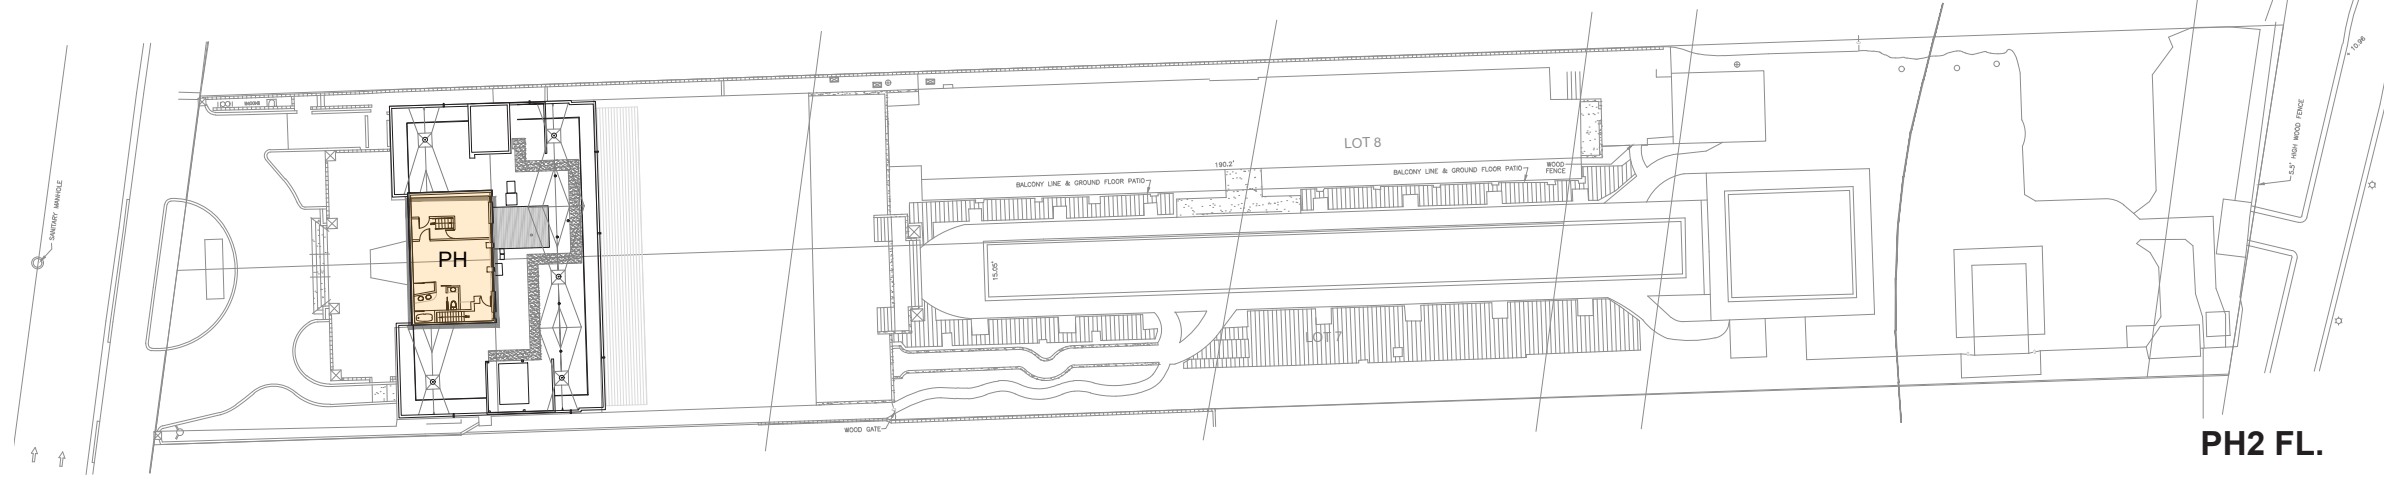 10.96
5.5' HIGH WOOD FENCE
LOT 8
190.2'
WOOD
FENCE
BALCONY LINE & GROUND FLOOR PATIO
BALCONY LINE & GROUND FLOOR PATIO
SANITARY MANHOLE
PH
15.05'
LOT 7
WOOD GATE
PH2 FL.